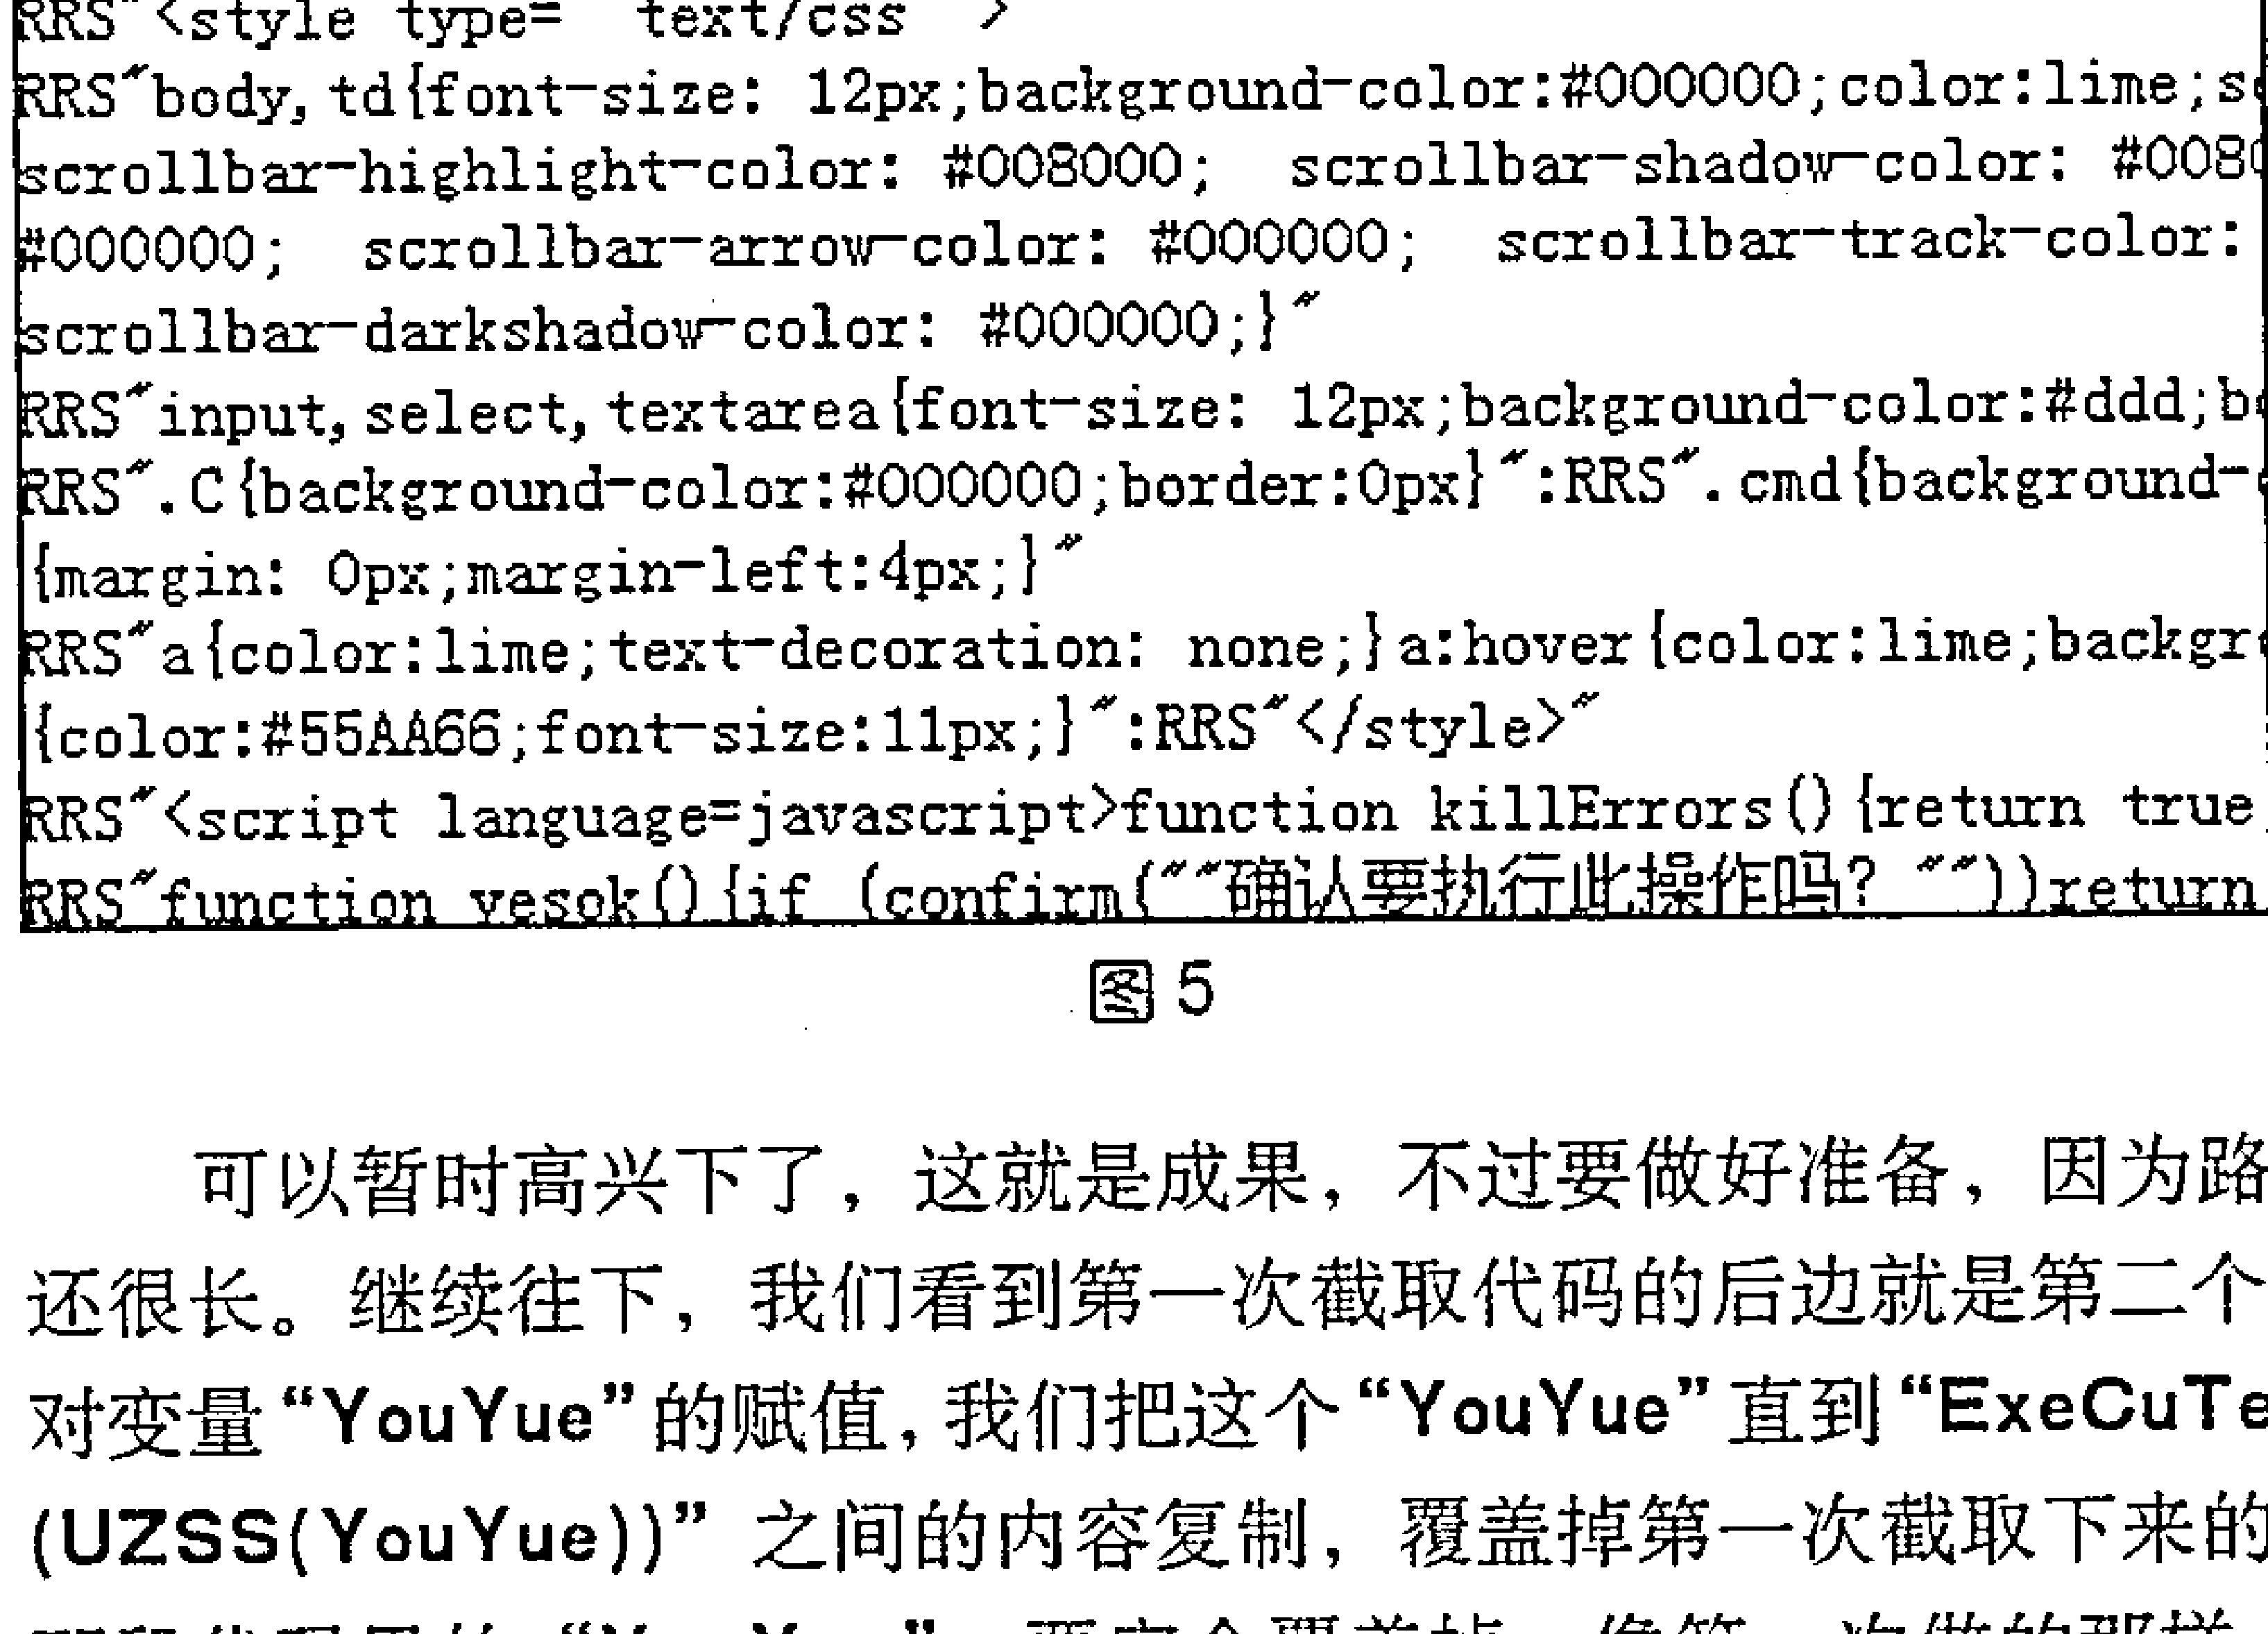 RRS"<style type=""text/css"">"
RRS"body,td{font-size: 12px;background-color:#000000;color:lime;
scrollbar-highlight-color: #008000; scrollbar-shadow-color:
#000000; scrollbar-arrow-color: #000000; scrollbar-track-color:
scrollbar-darkshadow-color: #000000;}"
RRS"input,select,textarea{font-size: 12px;background-color:#ddd;
RRS".C{background-color:#000000;border:0px}":RRS".cmd{background-
{margin: 0px;margin-left:4px;}"
RRS"a{color:lime;text-decoration: none;}a:hover{color:lime;backgr
{color:#55AA66;font-size:11px;}":RRS"</style>"
RRS"<script language=javascript>function killErrors(){return true
RRS"function yesok(){if (confirm(""确认要执行此操作吗? ""))return
图 5
可以暂时高兴下了，这就是成果，不过要做好准备，因为路
还很长。继续往下，我们看到第一次截取代码的后边就是第二个
对变量“YouYue”的赋值，我们把这个“YouYue”直到“ExeCuTe
(UZSS(YouYue))”之间的内容复制，覆盖掉第一次截取下来的